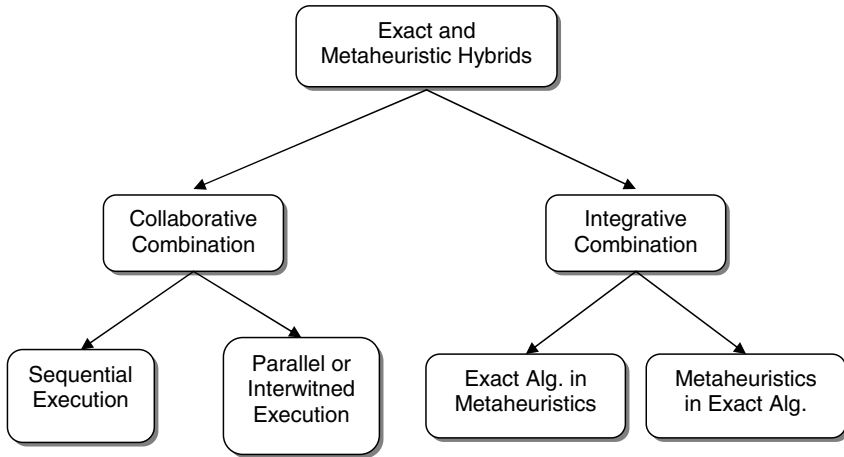 Exact and
Metaheuristic Hybrids
Collaborative
Combination
Integrative
Combination
Sequential
Execution
Parallel or
Interwitned
Execution
Exact Alg. in
Metaheuristics
Metaheuristics
in Exact Alg.